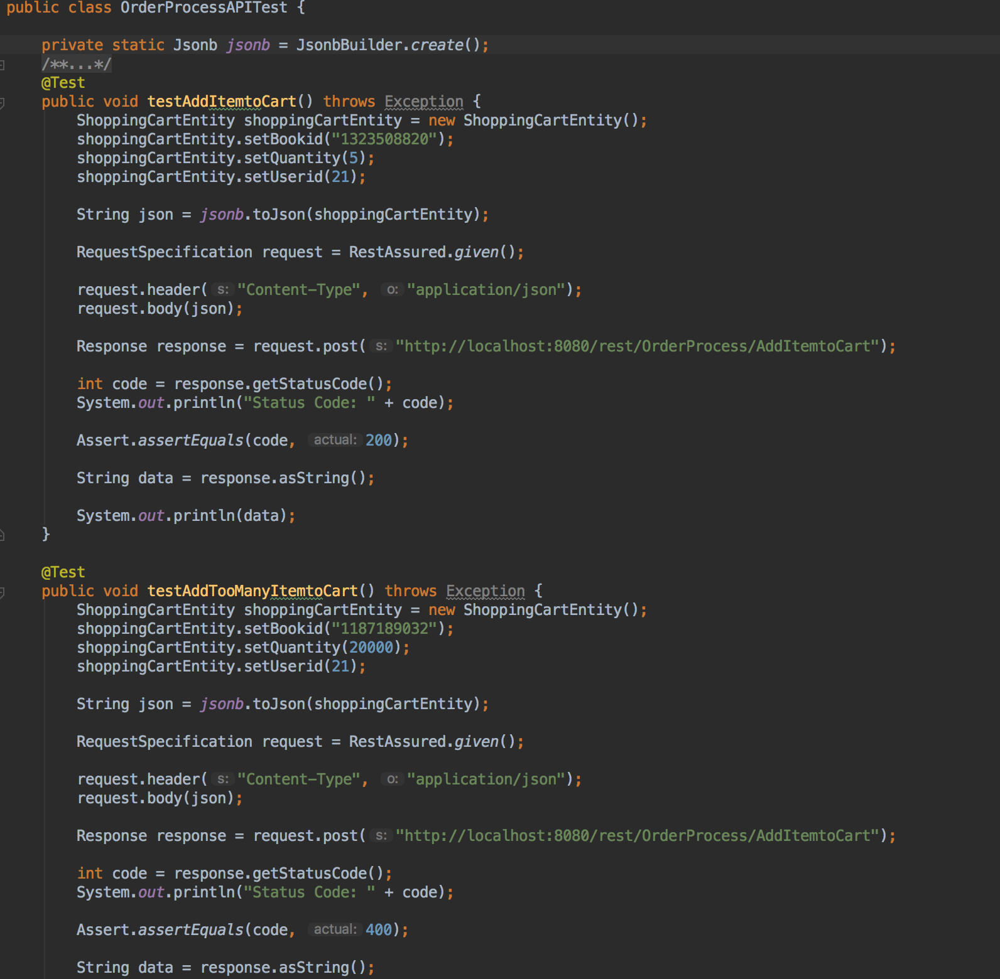 public class OrderProcessAPITest {
private static Jsonb jsonb = JsonbBuilder.create();
/**...*/
@Test
public void testAddItemtoCart() throws Exception {
ShoppingCartEntity shoppingCartEntity = new ShoppingCartEntity();
shoppingCartEntity.setBookid("1323508820");
shoppingCartEntity.setQuantity(5);
shoppingCartEntity.setUserid(21);
String json = jsonb.toJson(shoppingCartEntity);
RequestSpecification request = RestAssured.given();
request.header( s: "Content-Type", o: "application/json");
request.body(json);
Response response = request.post( s: "http://localhost:8080/rest/OrderProcess/AddItemtoCart");
int code = response.getStatusCode();
System.out.println("Status Code: " + code);
Assert.assertEquals(code, actual: 200);
String data = response.asString();
System.out.println(data);
}
@Test
public void testAddTooManyItemtoCart() throws Exception {
ShoppingCartEntity shoppingCartEntity = new ShoppingCartEntity();
shoppingCartEntity.setBookid("1187189032");
shoppingCartEntity.setQuantity(20000);
shoppingCartEntity.setUserid(21);
String json = jsonb.toJson(shoppingCartEntity);
RequestSpecification request = RestAssured.given();
request.header( s: "Content-Type", o: "application/json");
request.body(json);
Response response = request.post( s: "http://localhost:8080/rest/OrderProcess/AddItemtoCart");
int code = response.getStatusCode();
System.out.println("Status Code: " + code);
Assert.assertEquals(code, actual: 400);
String data = response.asString();